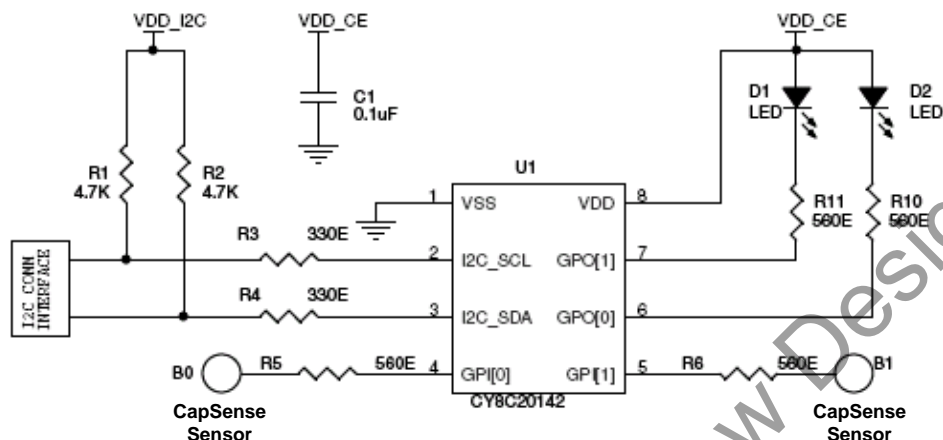 VDD_I2C
VDD_CE
VDD_CE
C1
0.1uF
D1
LED
D2
LED
R1
4.7K
R2
4.7K
U1
1
VSS
VDD
8
R11
560E
R10
560E
I2C CONN
INTERFACE
R3
330E
2
I2C_SCL
GPO[1]
7
R4
330E
3
I2C_SDA
GPO[0]
6
B0
R5
560E
4
GPI[0]
GPI[1]
5
R6
560E
B1
CY8C20142
CapSense
Sensor
CapSense
Sensor
w Desig